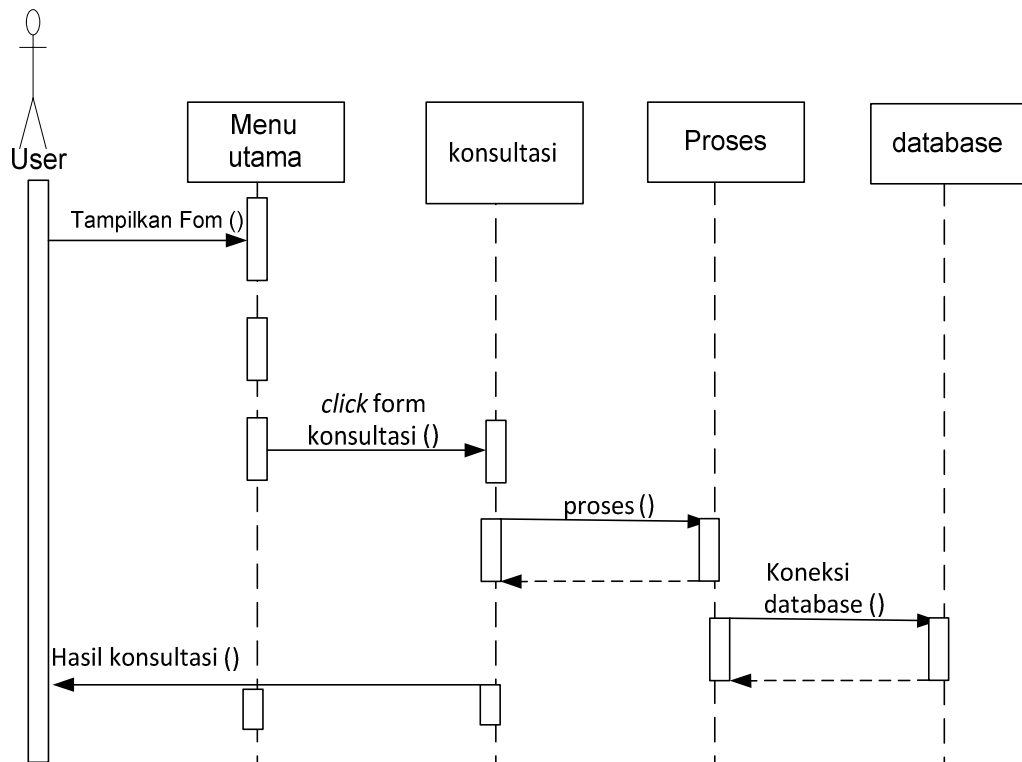 User
Menu
utama
konsultasi
Proses
database
Tampilkan Fom ()
click form
konsultasi ()
proses ()
Koneksi
database ()
Hasil konsultasi ()